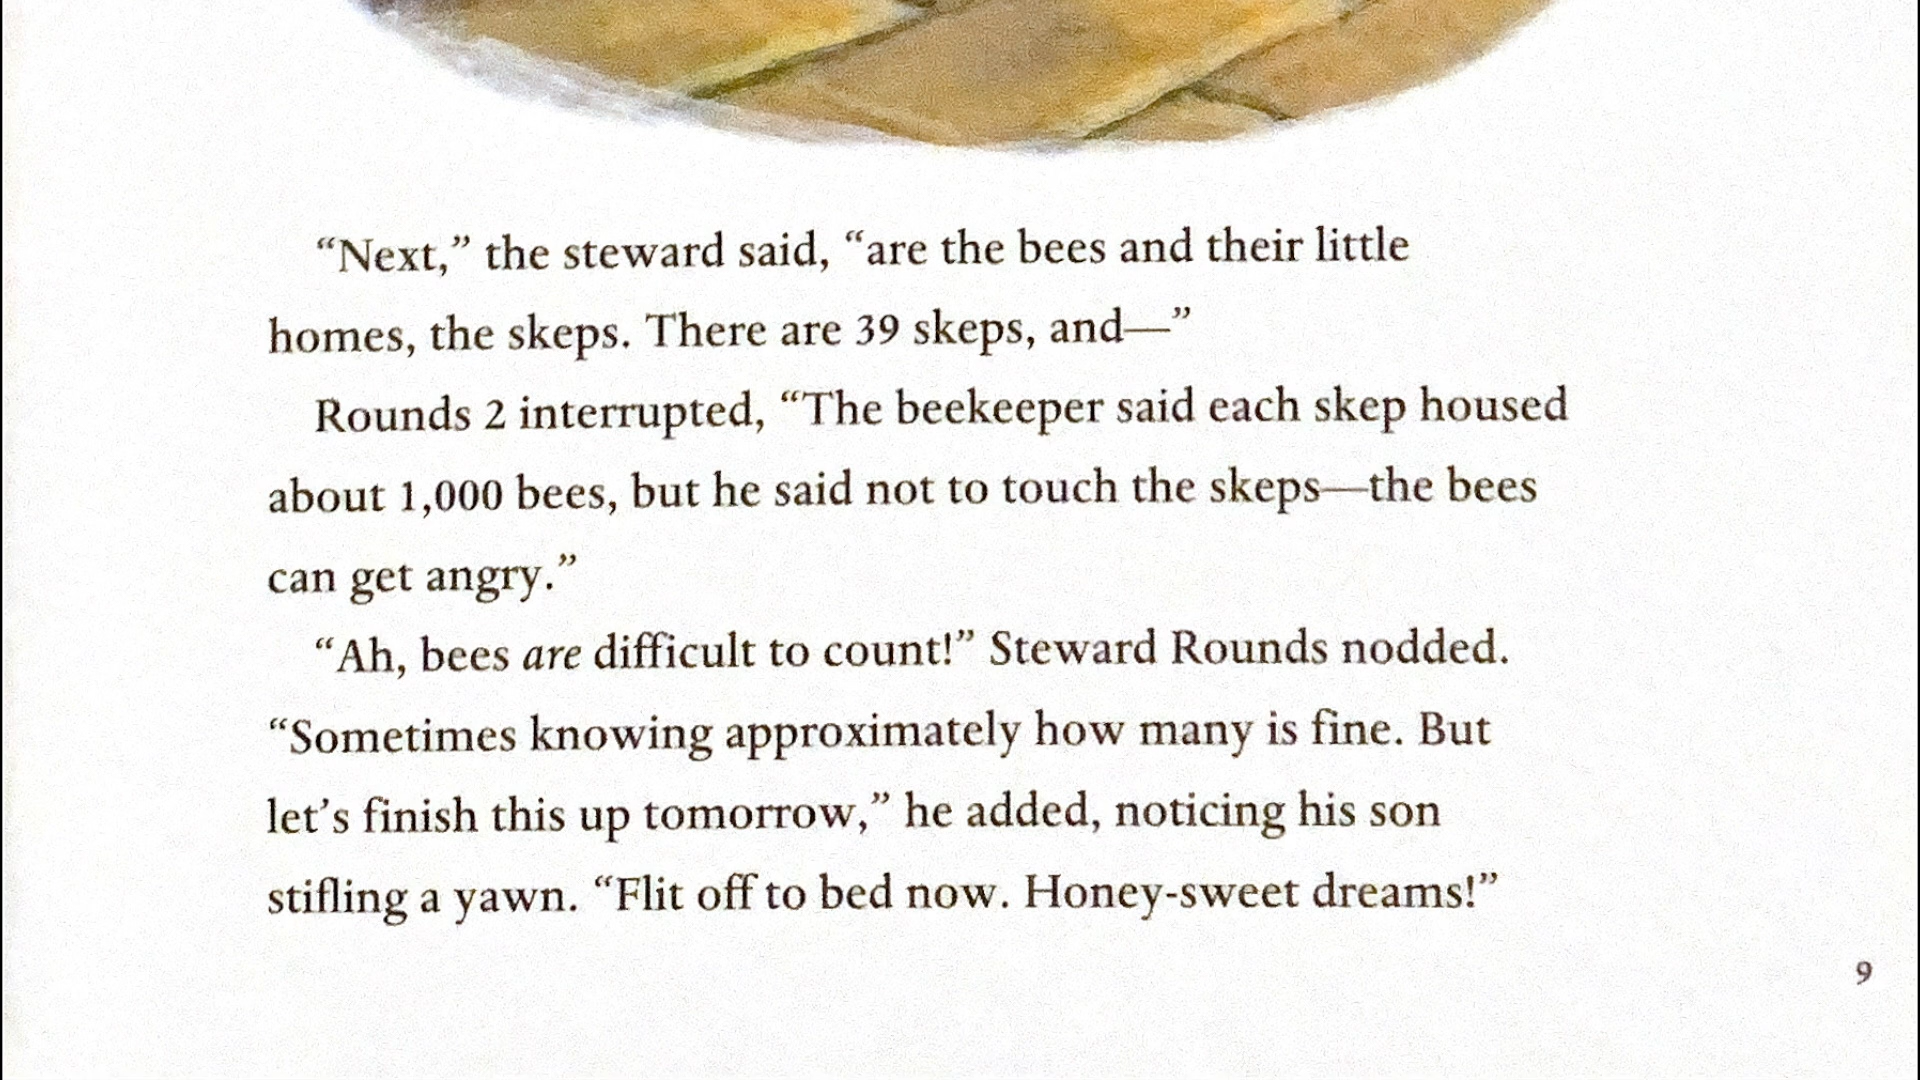 “Next,” the steward said, “are the bees and their little
homes, the skeps. There are 39 skeps, and—”
Rounds 2 interrupted, “The beekeeper said each skep housed
about 1,000 bees, but he said not to touch the skeps—the bees
can get angry.”
“Ah, bees are difficult to count!” Steward Rounds nodded.
“Sometimes knowing approximately how many is fine. But
let’s finish this up tomorrow,” he added, noticing his son
stifling a yawn. “Flit off to bed now. Honey-sweet dreams!”
9